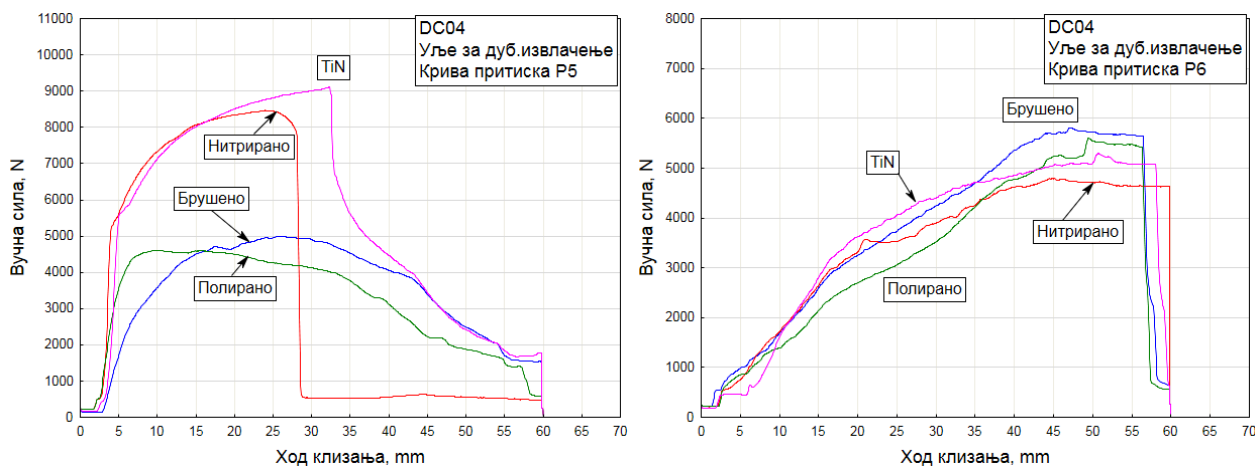 DC04
Уље за дуб.извлачење
Крива притиска P5
TiN
Нитрирано
Брушено
Полирано
Вучна сила, N
11000
10000
9000
8000
7000
6000
5000
4000
3000
2000
1000
0
0 5 10 15 20 25 30 35 40 45 50 55 60 65 70
Ход клизања, mm
DC04
Уље за дуб.извлачење
Крива притиска P6
Брушено
TiN
Нитрирано
Полирано
Вучна сила, N
8000
7000
6000
5000
4000
3000
2000
1000
0
0 5 10 15 20 25 30 35 40 45 50 55 60 65 70
Ход клизања, mm